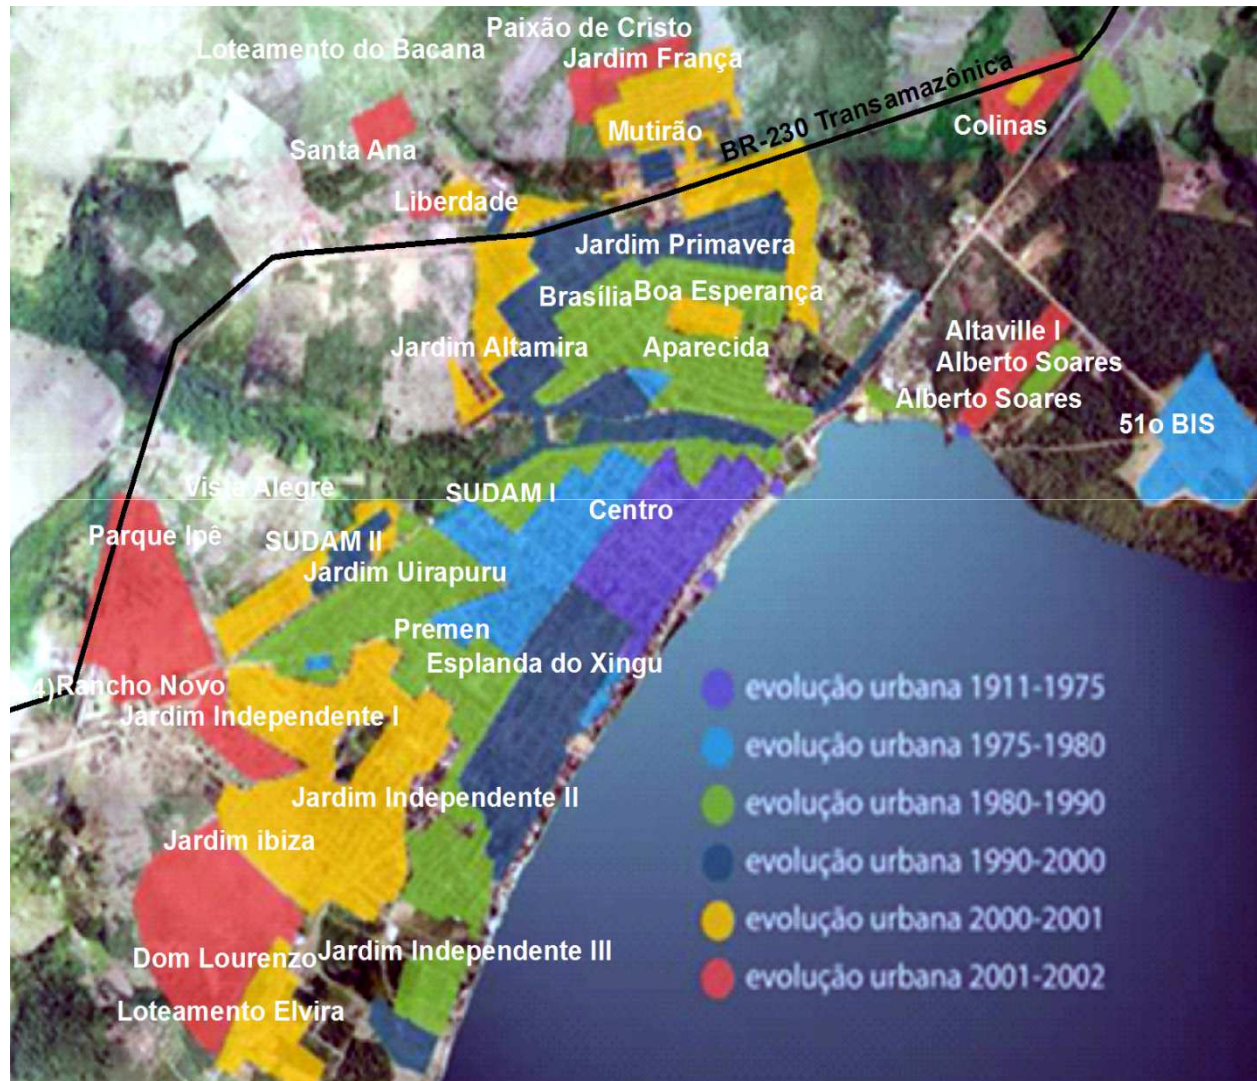 Paixão de Cristo
Loteamento do Bacana
Jardim França
BR-230 Transamazônica
Mutirão
Colinas
Santa Ana
Liberdade
Jardim Primavera
Brasília
Boa Esperança
Altaville I
Jardim Altamira
Aparecida
Alberto Soares
Alberto Soares
51o BIS
Vista Alegre
SUDAM I
Centro
Parque Ipê
SUDAM II
Jardim Uirapuru
Premen
Esplanda do Xingu
4)
Rancho Novo
Jardim Independente I
Jardim Independente II
Jardim ibiza
Dom Lourenzo
Jardim Independente III
Loteamento Elvira
evolução urbana 1911-1975
evolução urbana 1975-1980
evolução urbana 1980-1990
evolução urbana 1990-2000
evolução urbana 2000-2001
evolução urbana 2001-2002